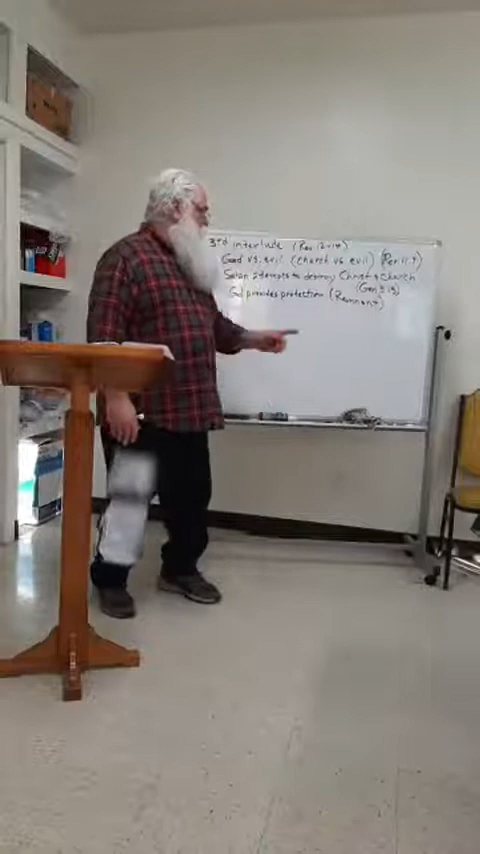 3rd interlude (Rev 12-14)
Good vs. evil (Church vs evil) (Rev 11.7)
Satan attempts to destroy Christ & Church
(Gen 3.15)
God provides protection (Remnant)